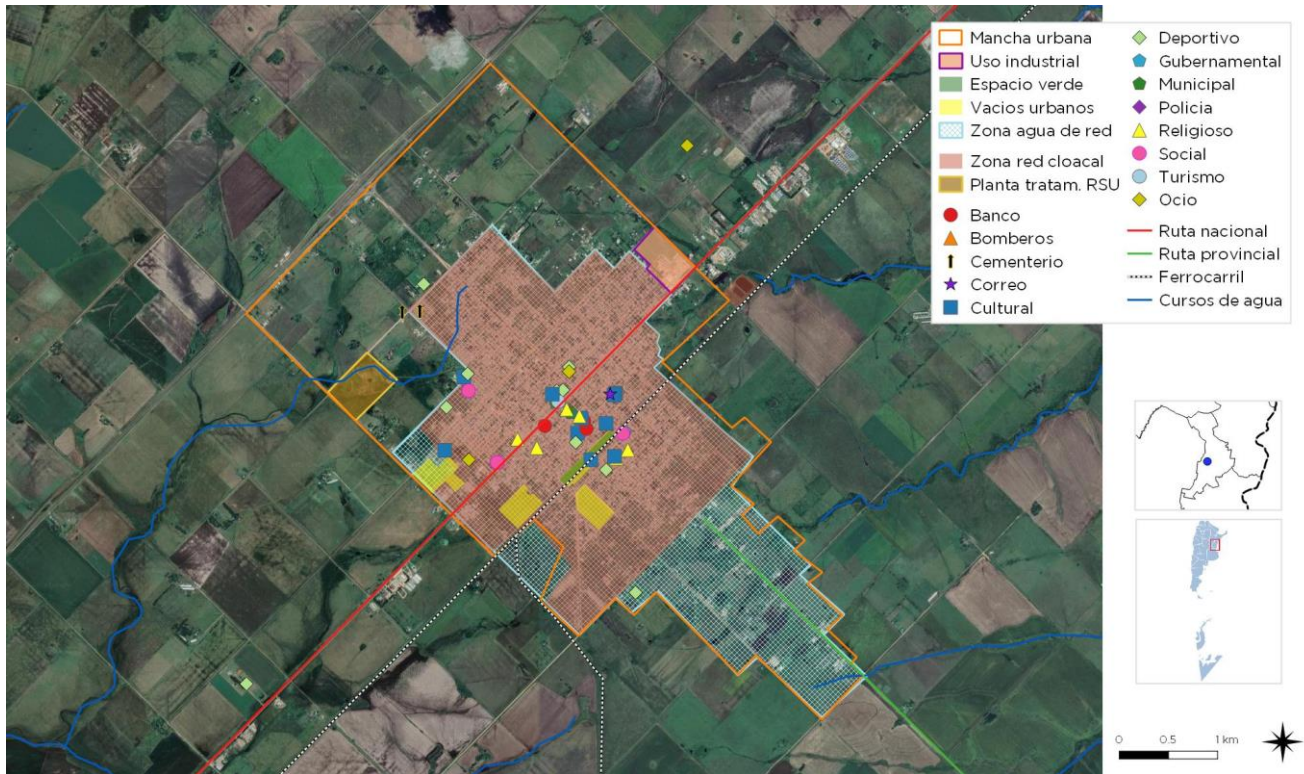 Mancha urbana
Uso industrial
Espacio verde
Vacios urbanos
Zona agua de red
Zona red cloacal
Planta tratam. RSU
Banco
Bomberos
Cementerio
Correo
Cultural
Deportivo
Gubernamental
Municipal
Policia
Religioso
Social
Turismo
Ocio
Ruta nacional
Ruta provincial
Ferrocarril
Cursos de agua
0 0.5 1 km